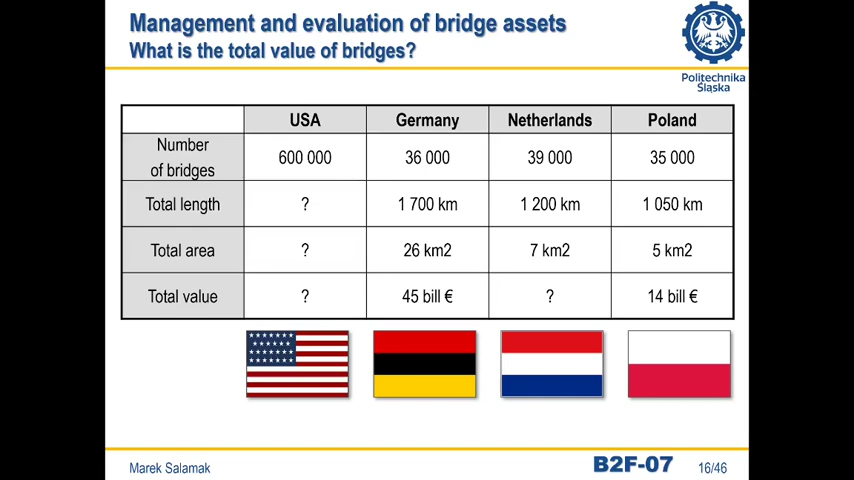 Management and evaluation of bridge assets
What is the total value of bridges?
Politechnika
Śląska
USA Germany Netherlands Poland
Number
of bridges 600 000 36 000 39 000 35 000
Total length ? 1 700 km 1 200 km 1 050 km
Total area ? 26 km2 7 km2 5 km2
Total value ? 45 bill € ? 14 bill €
Marek Salamak B2F-07 16/46